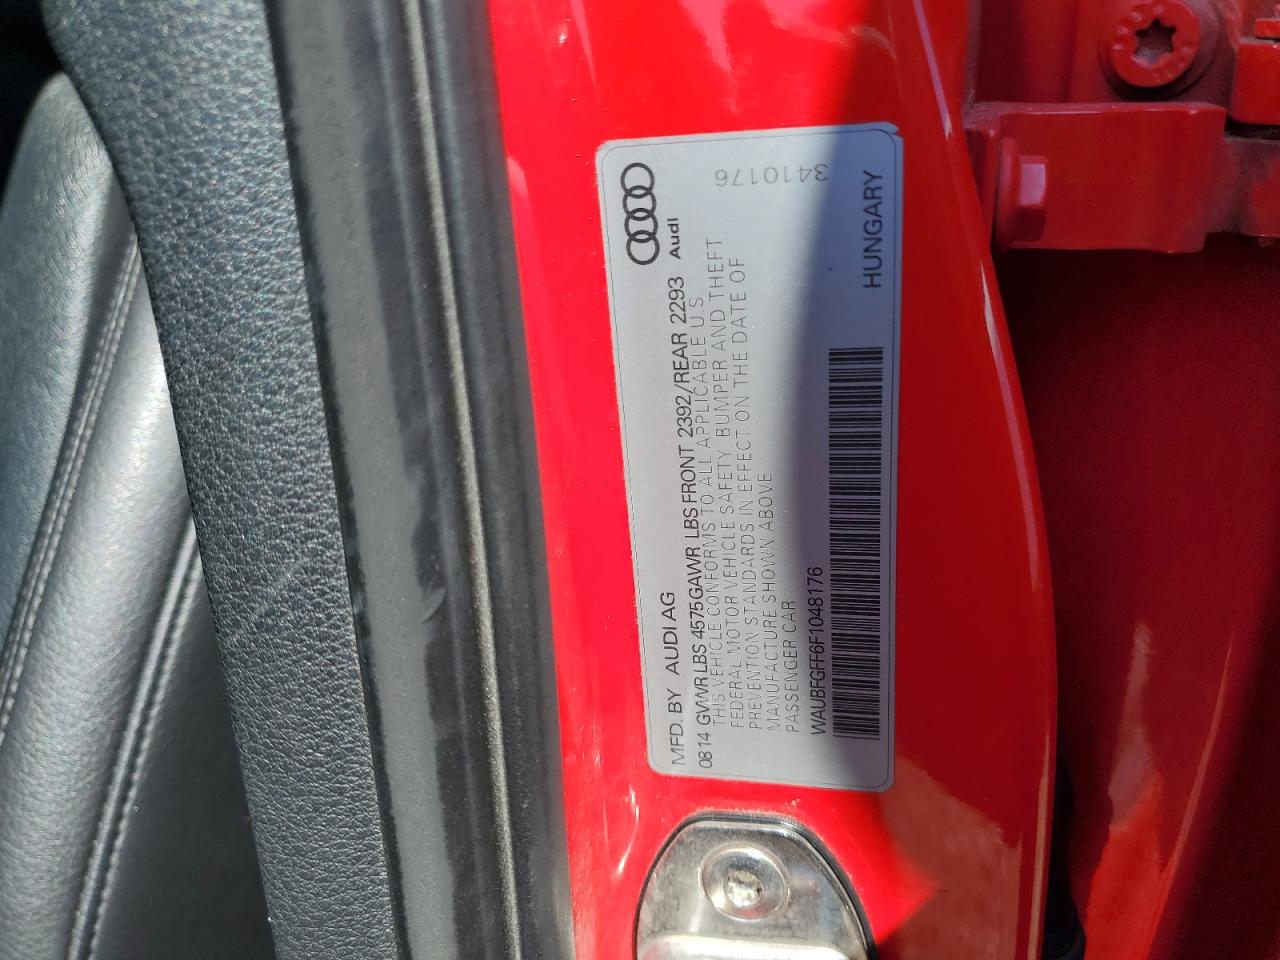 MFD. BY AUDI AG
Audi
0814 GVWR LBS 4575 GAWR LBS FRONT 2392/REAR 2293
THIS VEHICLE CONFORMS TO ALL APPLICABLE U.S.
FEDERAL MOTOR VEHICLE SAFETY, BUMPER AND THEFT
PREVENTION STANDARDS IN EFFECT ON THE DATE OF
MANUFACTURE SHOWN ABOVE
PASSENGER CAR
3410176
WAUBFGFF6F1048176
HUNGARY